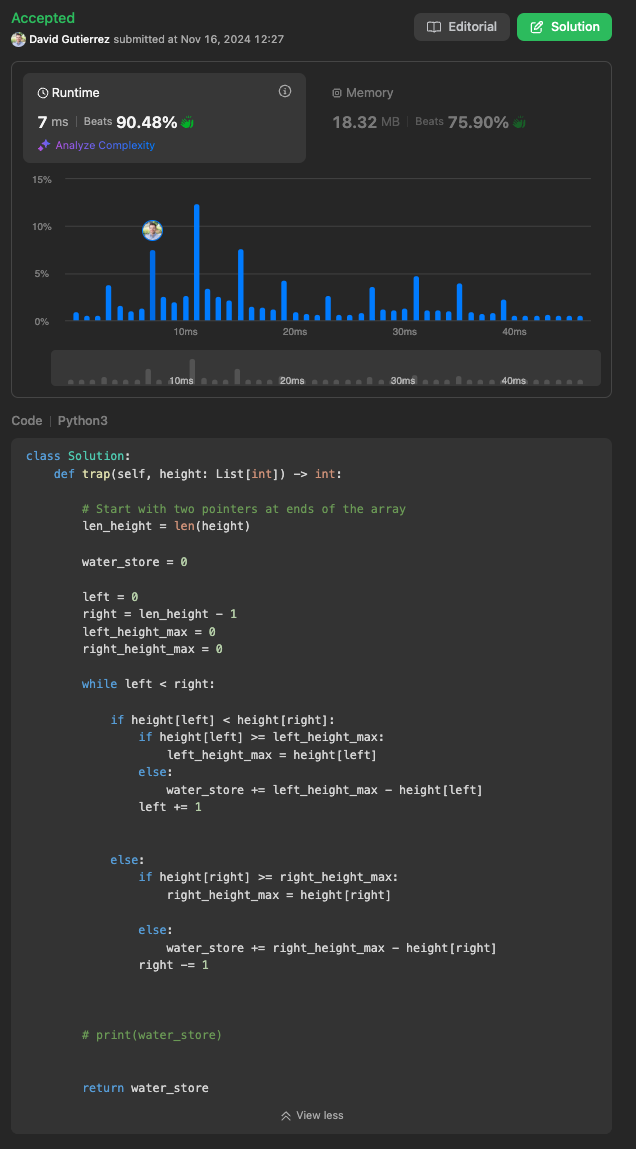 Accepted
David Gutierrez submitted at Nov 16, 2024 12:27
Editorial
Solution
Runtime
7 ms | Beats 90.48%
Analyze Complexity
Memory
18.32 MB | Beats 75.90%
15%
10%
5%
0%
10ms 20ms 30ms 40ms
10ms 20ms 30ms 40ms
Code | Python3
class Solution:
    def trap(self, height: List[int]) -> int:
        # Start with two pointers at ends of the array
        len_height = len(height)
        water_store = 0
        left = 0
        right = len_height - 1
        left_height_max = 0
        right_height_max = 0
        while left < right:
            if height[left] < height[right]:
                if height[left] >= left_height_max:
                    left_height_max = height[left]
                else:
                    water_store += left_height_max - height[left]
                left += 1
            else:
                if height[right] >= right_height_max:
                    right_height_max = height[right]
                else:
                    water_store += right_height_max - height[right]
                right -= 1
        # print(water_store)
        return water_store
View less